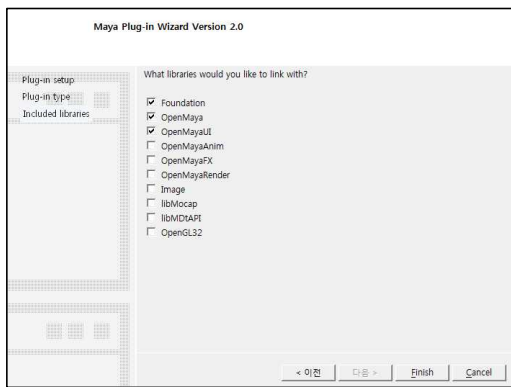 Maya Plug-in Wizard Version 2.0
Plug-in setup
Plug-in type
Included libraries
What libraries would you like to link with?
Foundation
OpenMaya
OpenMayaUI
OpenMayaAnim
OpenMayaFX
OpenMayaRender
Image
libMocap
libMDtAPI
OpenGL32
< 이전
다음 >
Finish
Cancel